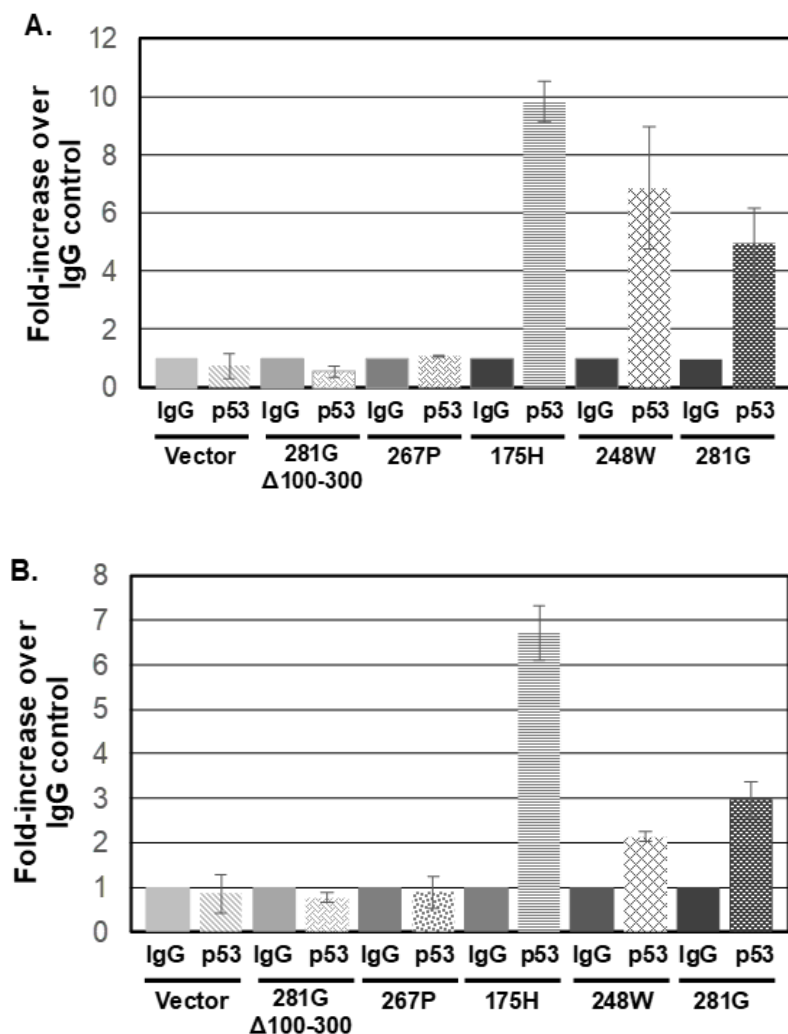 A.
Fold-increase over
IgG control
12
10
8
6
4
2
0
IgG p53 IgG p53 IgG p53 IgG p53 IgG p53 IgG p53
Vector 281G 267P 175H 248W 281G
Δ100-300
B.
Fold-increase over
IgG control
8
7
6
5
4
3
2
1
0
IgG p53 IgG p53 IgG p53 IgG p53 IgG p53 IgG p53
Vector 281G 267P 175H 248W 281G
Δ100-300